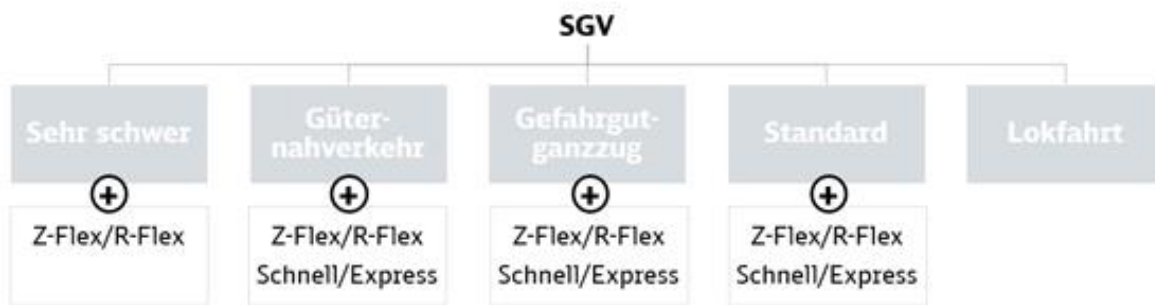 SGV
Sehr schwer
Güter-
nahverkehr
Gefahrgut-
ganzzug
Standard
Lokfahrt
+
+
+
+
Z-Flex/R-Flex
Z-Flex/R-Flex
Schnell/Express
Z-Flex/R-Flex
Schnell/Express
Z-Flex/R-Flex
Schnell/Express